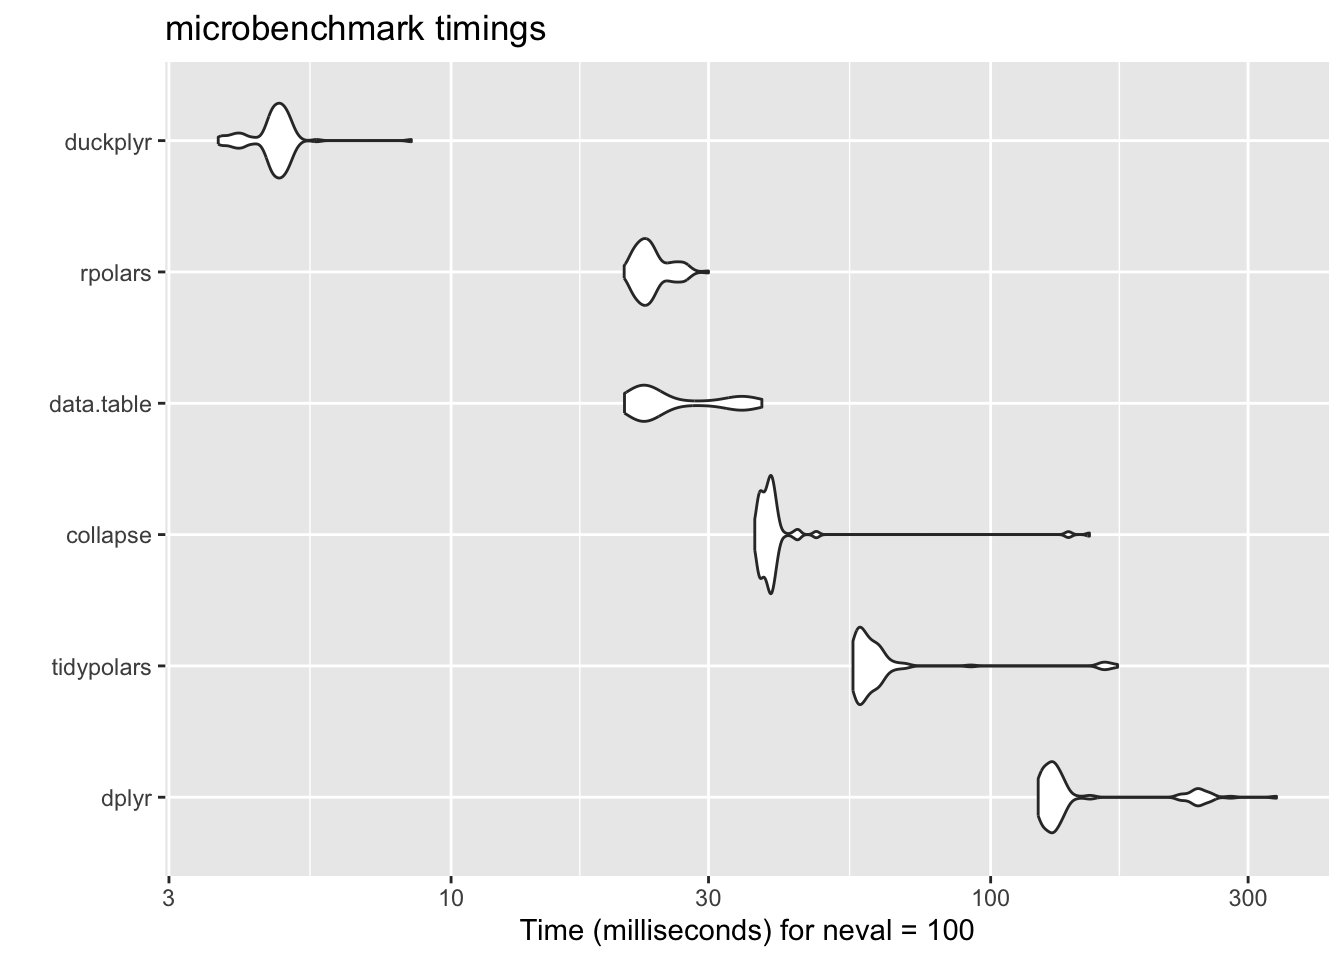 microbenchmark timings
duckplyr
rpolars
data.table
collapse
tidypolars
dplyr
3 10 30 100 300
Time (milliseconds) for neval = 100